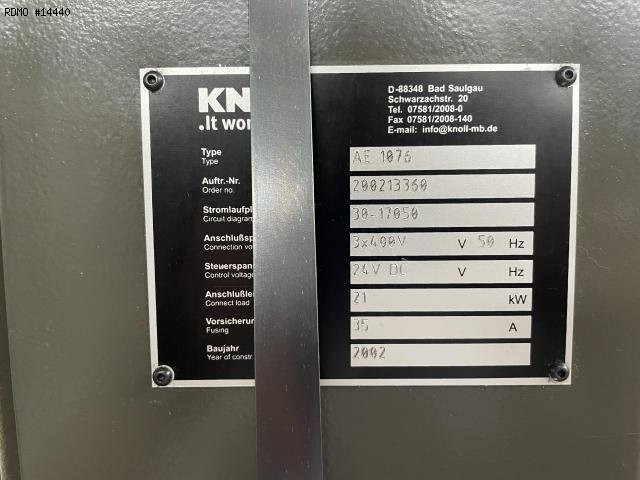 RDMO #14440
KN
.It wor
D-88348 Bad Saulgau
Schwarzachstr. 20
Tel. 07581/2008-0
Fax 07581/2008-140
E-mail: info@knoll-mb.de
Type
Type
AE 1076
Auftr.-Nr.
Order no.
200213360
Stromlaufpl
Circuit diagram
30-17050
Anschlußsp
Connection vo
3x400V V 50 Hz
Steuerspan
Control voltage
24V DC V Hz
Anschlußlei
Connect load
21 kW
Vorsicherun
Fusing
35 A
Baujahr
Year of constr.
2002